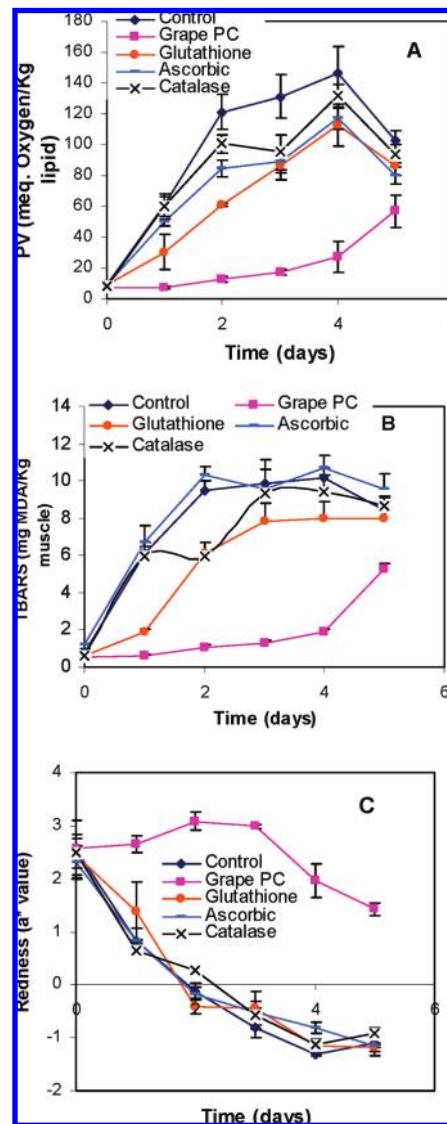 180
160
140
120
100
80
60
40
20
0
PV (meq. Oxygen/Kg
lipid)
Control
Grape PC
Glutathione
Ascorbic
Catalase
A
0 2 4 6
Time (days)
14
12
10
8
6
4
2
0
TBARS (mg MDA/Kg
muscle)
Control Grape PC
Glutathione Ascorbic
Catalase
B
0 2 4 6
Time (days)
4
3
2
1
0
-1
-2
Redness (a* value)
C
Control
Grape PC
Glutathione
Ascorbic
Catalase
0 2 4 6
Time (days)